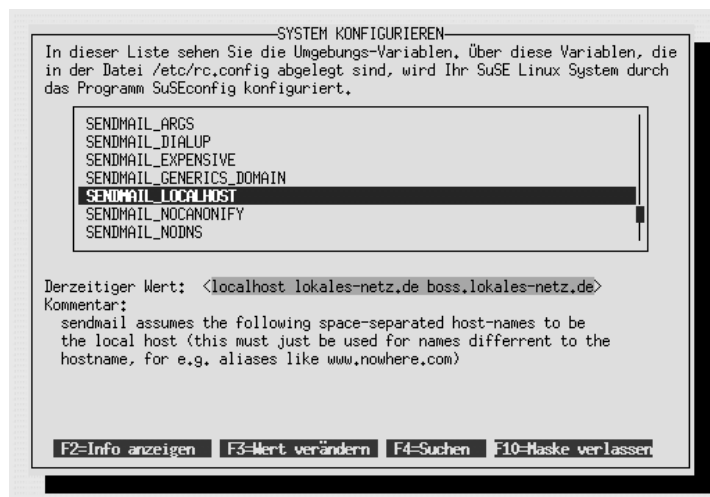 SYSTEM KONFIGURIEREN
In dieser Liste sehen Sie die Umgebungs-Variablen. Über diese Variablen, die
in der Datei /etc/rc.config abgelegt sind, wird Ihr SuSE Linux System durch
das Programm SuSEconfig konfiguriert.
SENDMAIL_ARGS
SENDMAIL_DIALUP
SENDMAIL_EXPENSIVE
SENDMAIL_GENERICS_DOMAIN
SENDMAIL_LOCALHOST
SENDMAIL_NOCANONIFY
SENDMAIL_NODNS
Derzeitiger Wert: <localhost lokales-netz.de boss.lokales-netz.de>
Kommentar:
sendmail assumes the following space-separated host-names to be
the local host (this must just be used for names differrent to the
hostname, for e.g. aliases like www.nowhere.com)
F2=Info anzeigen F3=Wert verändern F4=Suchen F10=Maske verlassen